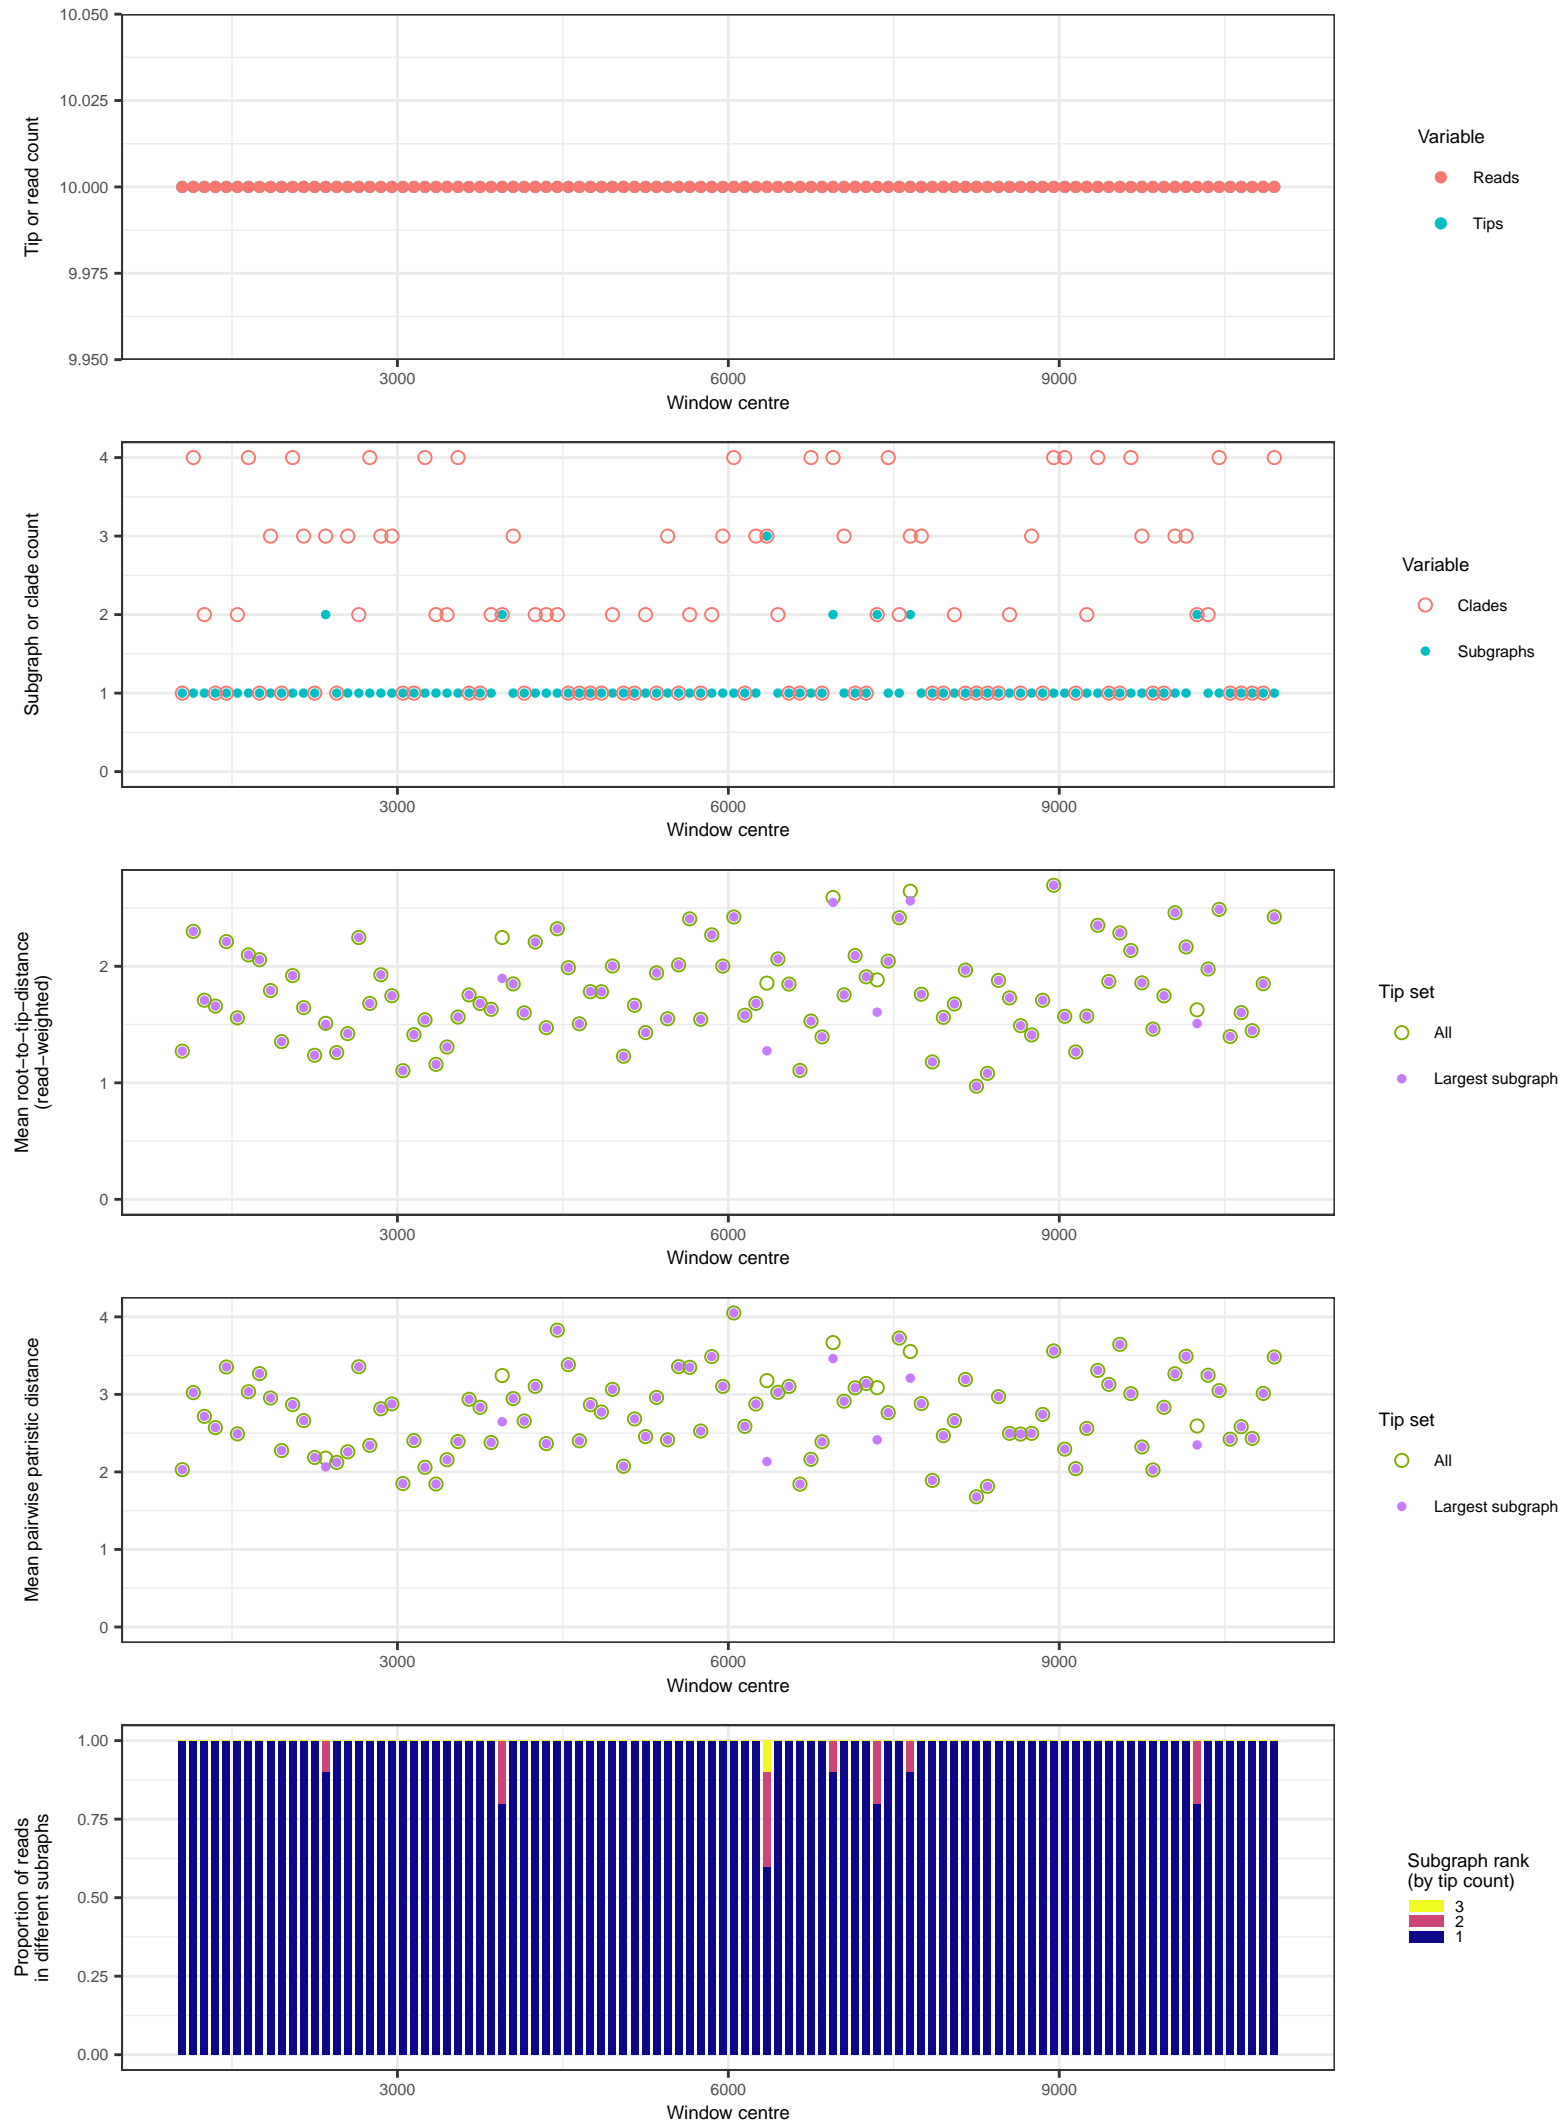 10.050
10.025
10.000
9.975
9.950
Tip or read count
3000 6000 9000
Window centre
Variable
Reads
Tips
4
3
2
1
0
Subgraph or clade count
3000 6000 9000
Window centre
Variable
Clades
Subgraphs
2
1
0
Mean root−to−tip−distance
(read−weighted)
3000 6000 9000
Window centre
Tip set
All
Largest subgraph
4
3
2
1
0
Mean pairwise patristic distance
3000 6000 9000
Window centre
Tip set
All
Largest subgraph
1.00
0.75
0.50
0.25
0.00
Proportion of reads
in different subraphs
3000 6000 9000
Window centre
Subgraph rank
(by tip count)
3
2
1